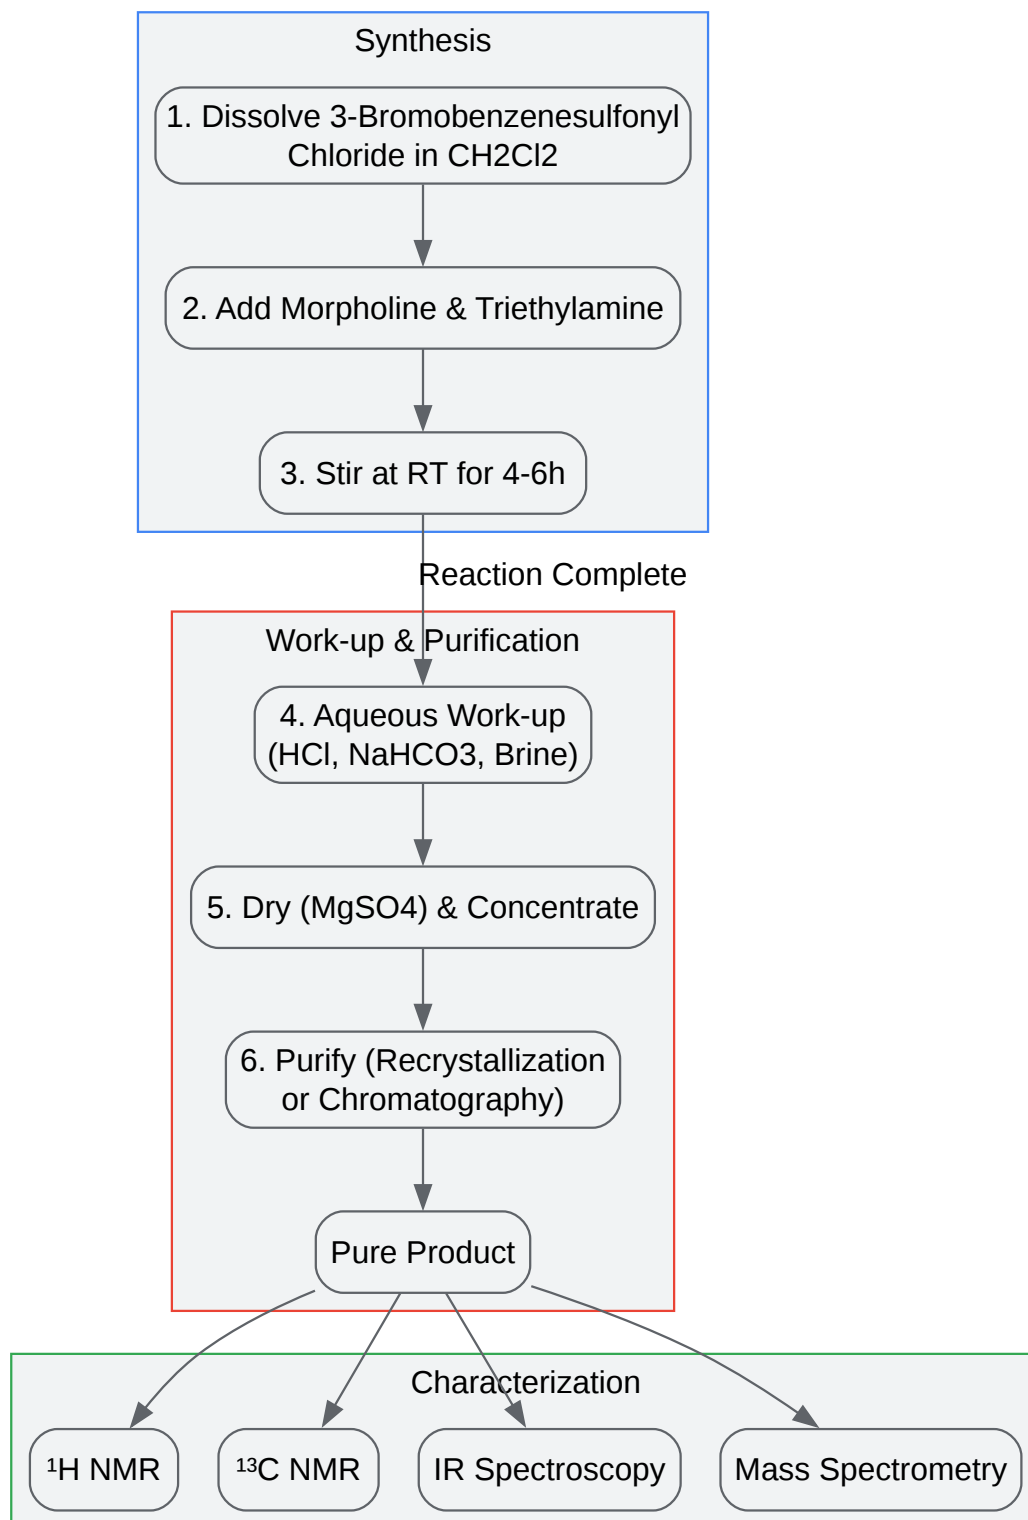 Synthesis
1. Dissolve 3-Bromobenzenesulfonyl
Chloride in CH2Cl2
2. Add Morpholine & Triethylamine
3. Stir at RT for 4-6h
Reaction Complete
Work-up & Purification
4. Aqueous Work-up
(HCl, NaHCO3, Brine)
5. Dry (MgSO4) & Concentrate
6. Purify (Recrystallization
or Chromatography)
Pure Product
Characterization
¹H NMR
¹³C NMR
IR Spectroscopy
Mass Spectrometry